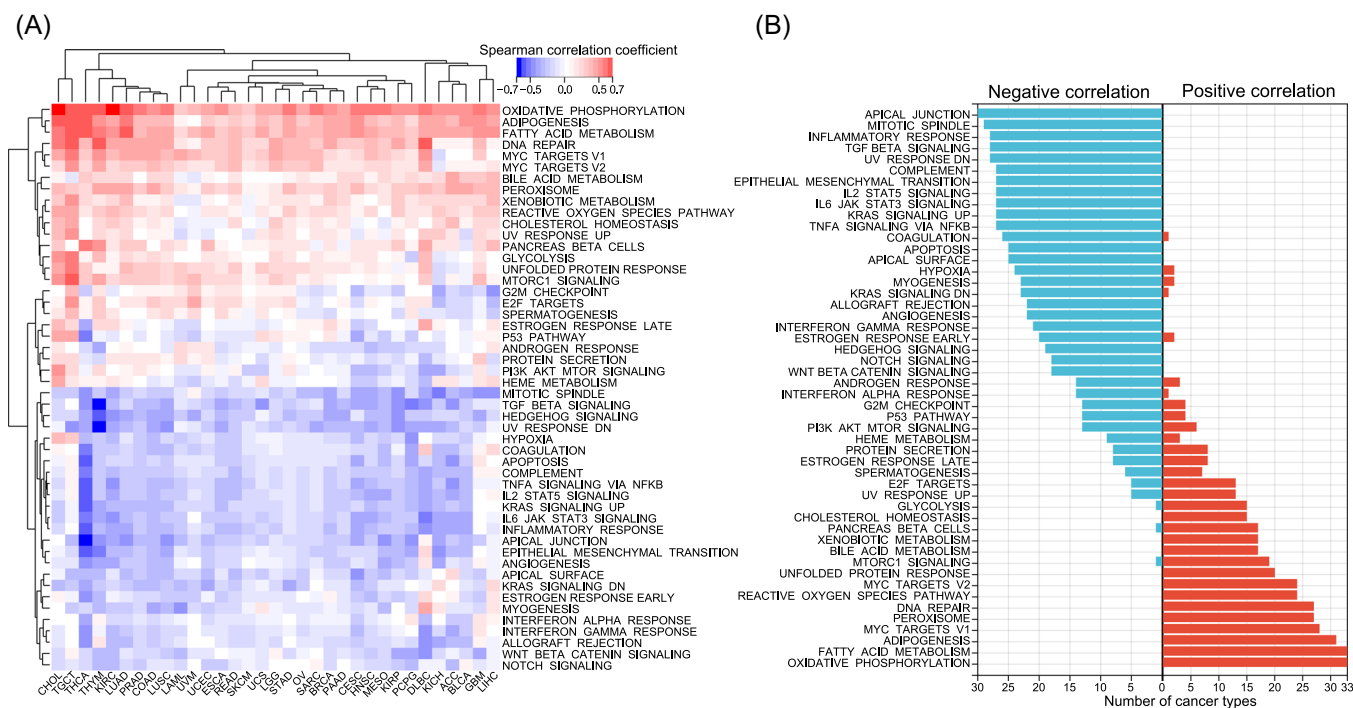 (A)
Spearman correlation coefficient
−0.7 −0.5 0.0 0.5 0.7
OXIDATIVE PHOSPHORYLATION
ADIPOGENESIS
FATTY ACID METABOLISM
DNA REPAIR
MYC TARGETS V1
MYC TARGETS V2
BILE ACID METABOLISM
PEROXISOME
XENOBIOTIC METABOLISM
REACTIVE OXYGEN SPECIES PATHWAY
CHOLESTEROL HOMEOSTASIS
UV RESPONSE UP
PANCREAS BETA CELLS
GLYCOLYSIS
UNFOLDED PROTEIN RESPONSE
MTORC1 SIGNALING
G2M CHECKPOINT
E2F TARGETS
SPERMATOGENESIS
ESTROGEN RESPONSE LATE
P53 PATHWAY
ANDROGEN RESPONSE
PROTEIN SECRETION
PI3K AKT MTOR SIGNALING
HEME METABOLISM
MITOTIC SPINDLE
TGF BETA SIGNALING
HEDGEHOG SIGNALING
UV RESPONSE DN
HYPOXIA
COAGULATION
APOPTOSIS
COMPLEMENT
TNFA SIGNALING VIA NFKB
IL2 STAT5 SIGNALING
KRAS SIGNALING UP
IL6 JAK STAT3 SIGNALING
INFLAMMATORY RESPONSE
APICAL JUNCTION
EPITHELIAL MESENCHYMAL TRANSITION
ANGIOGENESIS
APICAL SURFACE
KRAS SIGNALING DN
ESTROGEN RESPONSE EARLY
MYOGENESIS
INTERFERON ALPHA RESPONSE
INTERFERON GAMMA RESPONSE
ALLOGRAFT REJECTION
WNT BETA CATENIN SIGNALING
NOTCH SIGNALING
CHOL TGCT THCA THYM KIRC LUAD PRAD COAD LUSC LAML UVM UCEC ESCA READ SKCM UCS LGG STAD OV SARC BRCA PAAD CESC HNSC MESO KIRP PCPG DLBC KICH ACC BLCA GBM LIHC
(B)
Negative correlation Positive correlation
APICAL JUNCTION
MITOTIC SPINDLE
INFLAMMATORY RESPONSE
TGF BETA SIGNALING
UV RESPONSE DN
COMPLEMENT
EPITHELIAL MESENCHYMAL TRANSITION
IL2 STAT5 SIGNALING
IL6 JAK STAT3 SIGNALING
KRAS SIGNALING UP
TNFA SIGNALING VIA NFKB
COAGULATION
APOPTOSIS
APICAL SURFACE
HYPOXIA
MYOGENESIS
KRAS SIGNALING DN
ALLOGRAFT REJECTION
ANGIOGENESIS
INTERFERON GAMMA RESPONSE
ESTROGEN RESPONSE EARLY
HEDGEHOG SIGNALING
NOTCH SIGNALING
WNT BETA CATENIN SIGNALING
ANDROGEN RESPONSE
INTERFERON ALPHA RESPONSE
G2M CHECKPOINT
P53 PATHWAY
PI3K AKT MTOR SIGNALING
HEME METABOLISM
PROTEIN SECRETION
ESTROGEN RESPONSE LATE
SPERMATOGENESIS
E2F TARGETS
UV RESPONSE UP
GLYCOLYSIS
CHOLESTEROL HOMEOSTASIS
PANCREAS BETA CELLS
XENOBIOTIC METABOLISM
BILE ACID METABOLISM
MTORC1 SIGNALING
UNFOLDED PROTEIN RESPONSE
MYC TARGETS V2
REACTIVE OXYGEN SPECIES PATHWAY
DNA REPAIR
PEROXISOME
MYC TARGETS V1
ADIPOGENESIS
FATTY ACID METABOLISM
OXIDATIVE PHOSPHORYLATION
30 25 20 15 10 5 0 5 10 15 20 25 30 33
Number of cancer types